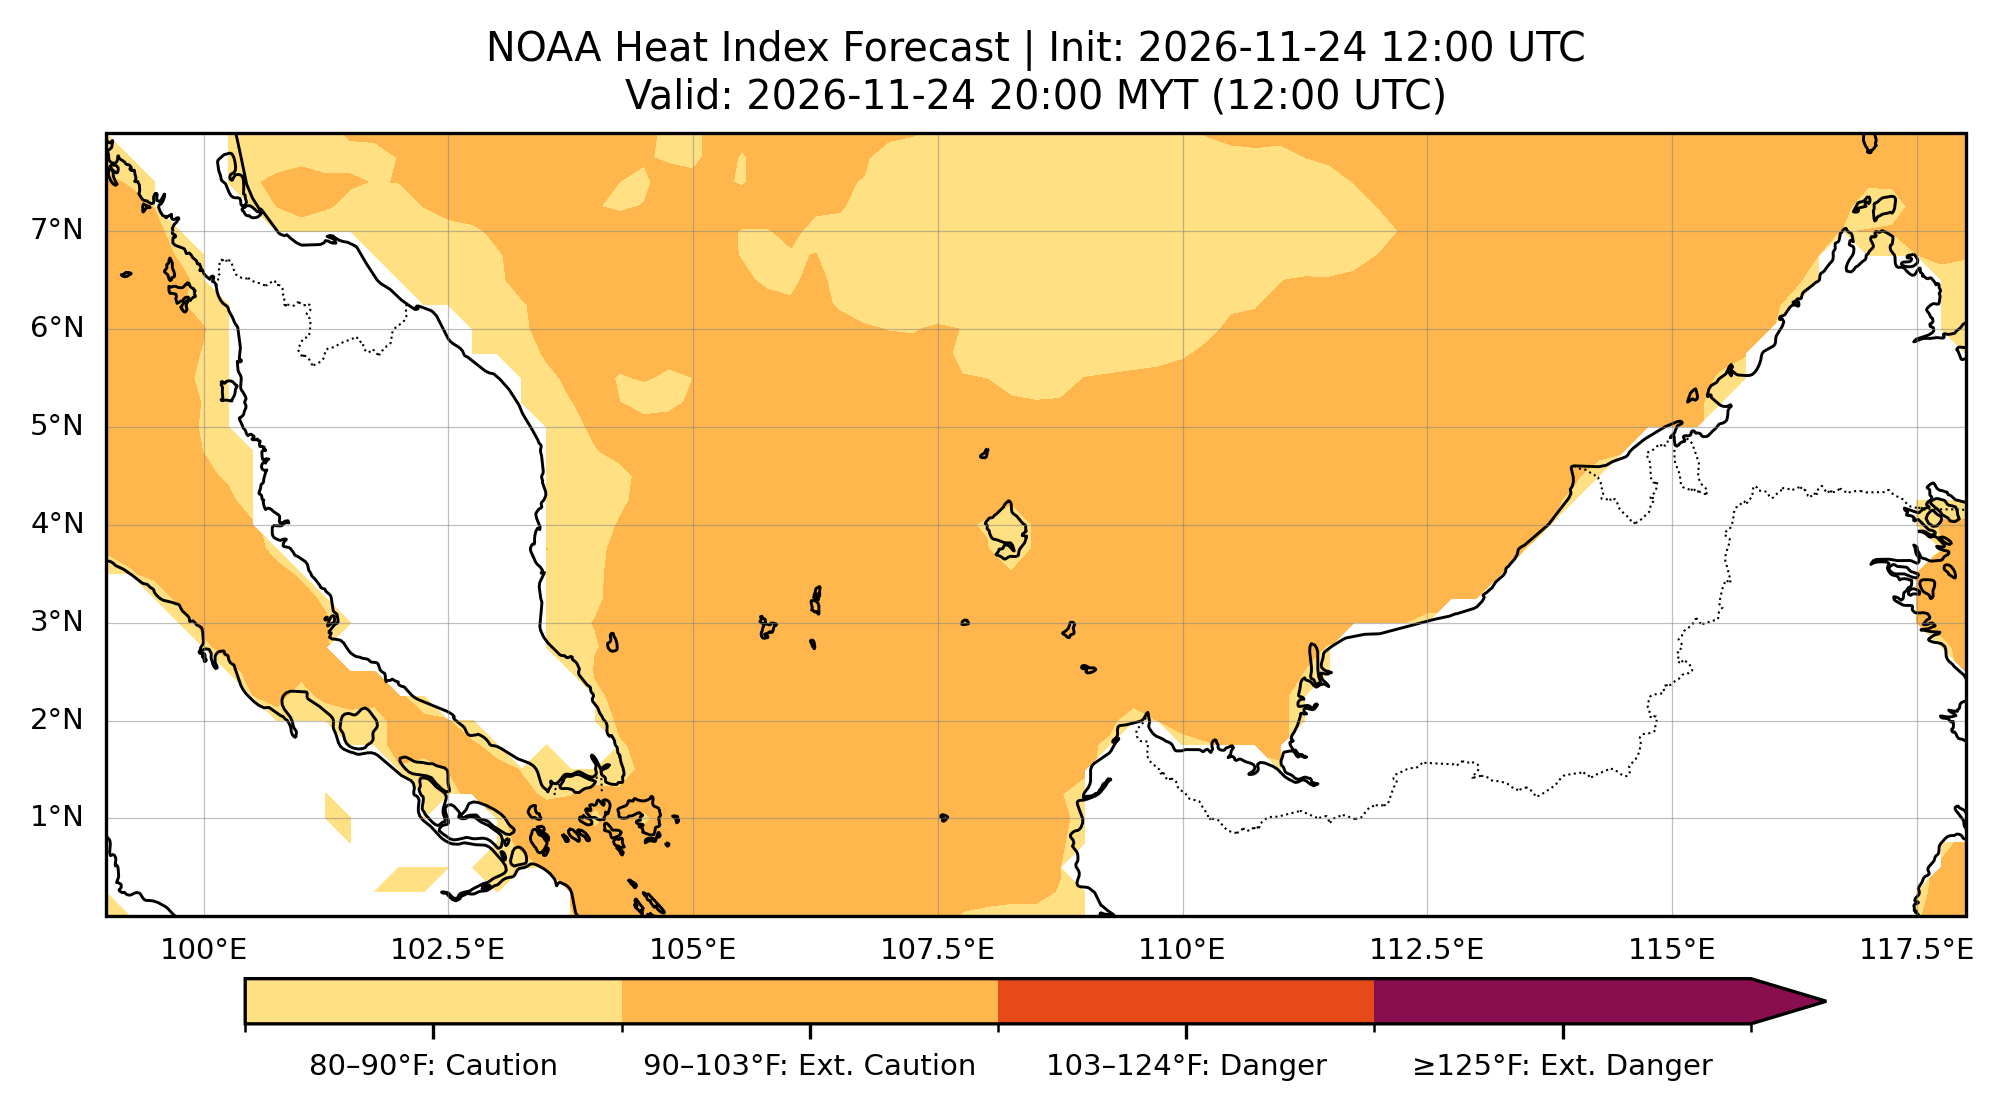 NOAA Heat Index Forecast | Init: 2026-11-24 12:00 UTC
Valid: 2026-11-24 20:00 MYT (12:00 UTC)
7°N
6°N
5°N
4°N
3°N
2°N
1°N
100°E
102.5°E
105°E
107.5°E
110°E
112.5°E
115°E
117.5°E
80–90°F: Caution
90–103°F: Ext. Caution
103–124°F: Danger
≥125°F: Ext. Danger